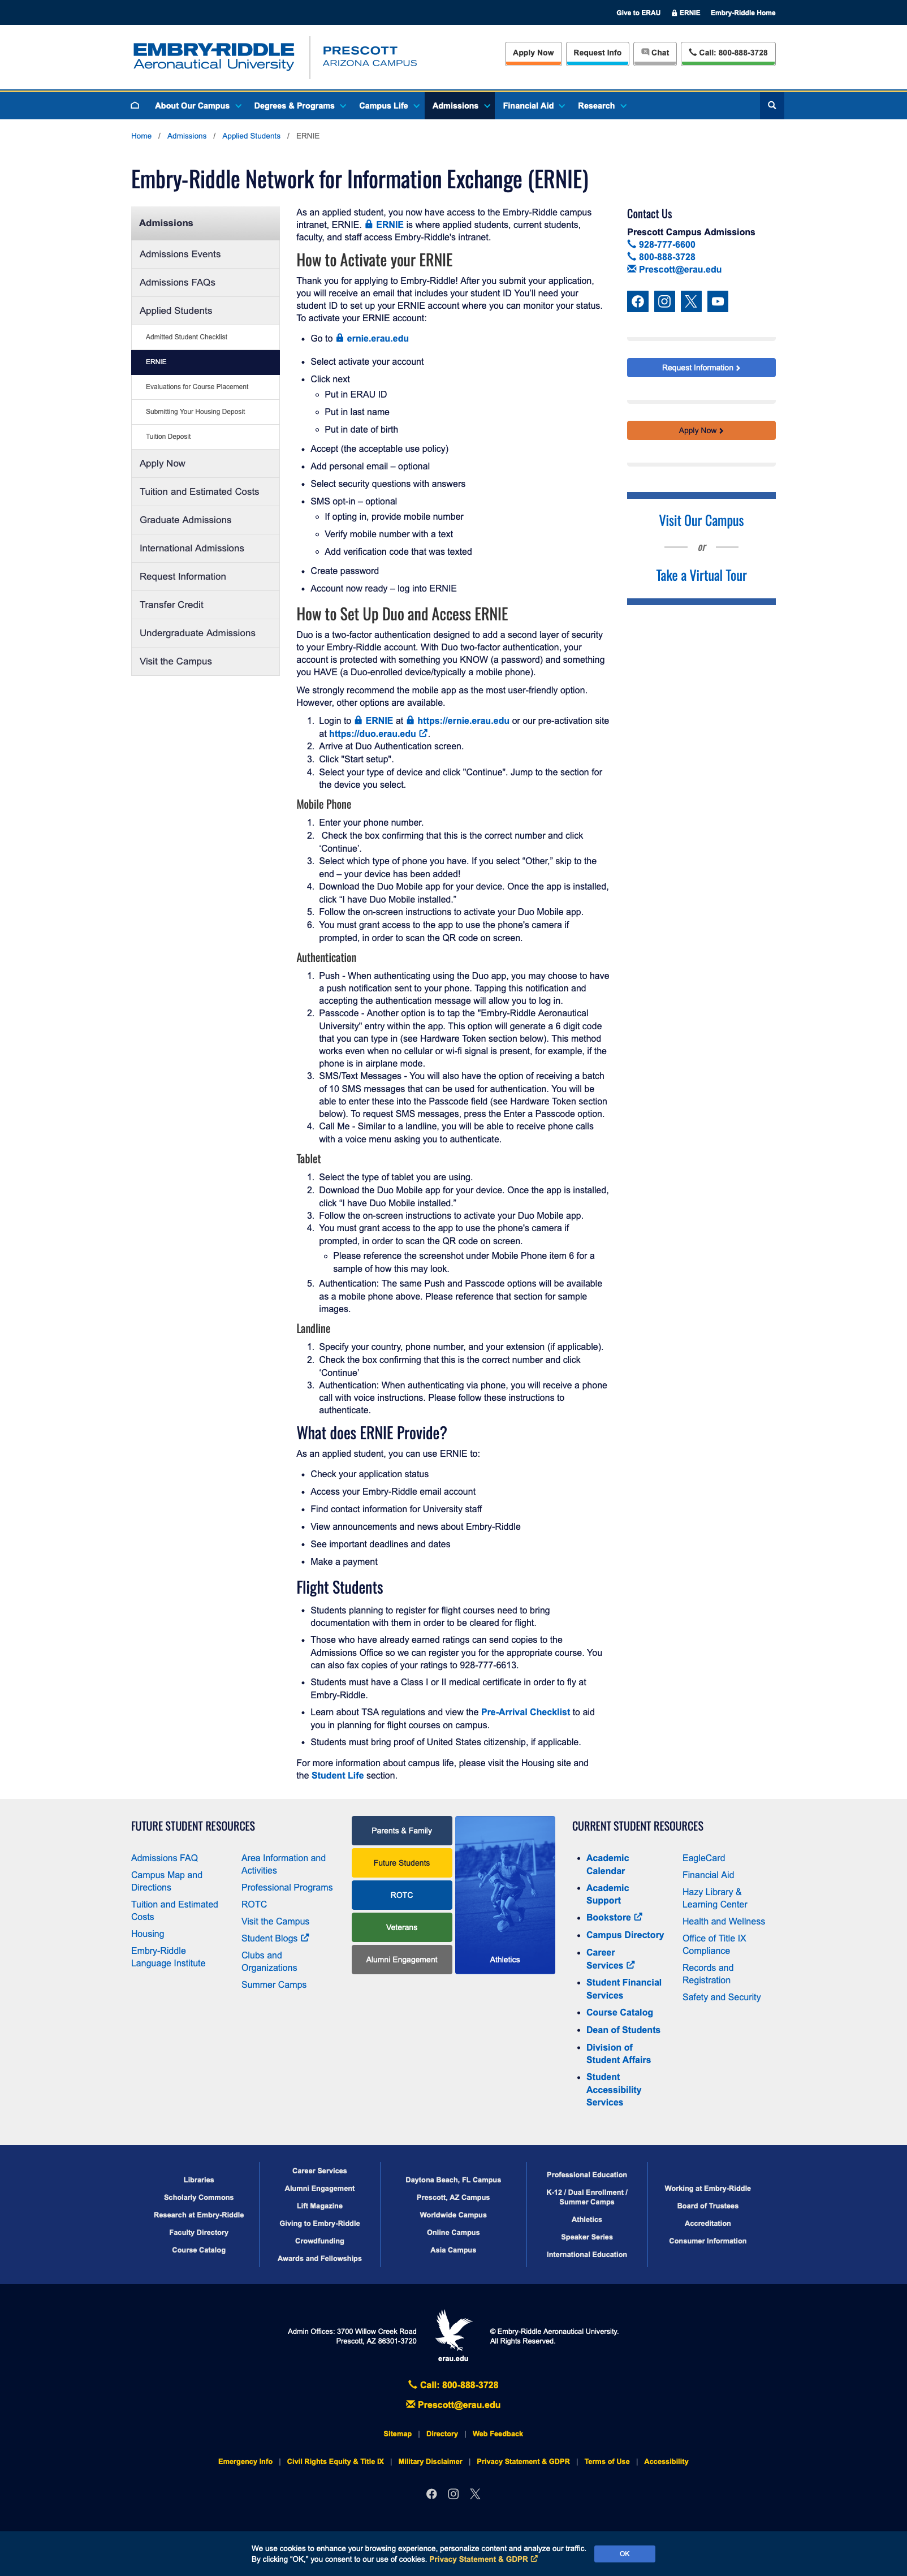 Give to ERAU ERNIE Embry-Riddle Home
EMBRY-RIDDLE
Aeronautical University
PRESCOTT
ARIZONA CAMPUS
Apply Now Request Info Chat Call: 800-888-3728
About Our Campus Degrees & Programs Campus Life Admissions Financial Aid Research
Home / Admissions / Applied Students / ERNIE
Embry-Riddle Network for Information Exchange (ERNIE)
Admissions
Admissions Events
Admissions FAQs
Applied Students
Admitted Student Checklist
ERNIE
Evaluations for Course Placement
Submitting Your Housing Deposit
Tuition Deposit
Apply Now
Tuition and Estimated Costs
Graduate Admissions
International Admissions
Request Information
Transfer Credit
Undergraduate Admissions
Visit the Campus
As an applied student, you now have access to the Embry-Riddle campus
intranet, ERNIE. ERNIE is where applied students, current students,
faculty, and staff access Embry-Riddle's intranet.
How to Activate your ERNIE
Thank you for applying to Embry-Riddle! After you submit your application,
you will receive an email that includes your student ID You'll need your
student ID to set up your ERNIE account where you can monitor your status.
To activate your ERNIE account:
• Go to ernie.erau.edu
• Select activate your account
• Click next
◦ Put in ERAU ID
◦ Put in last name
◦ Put in date of birth
• Accept (the acceptable use policy)
• Add personal email – optional
• Select security questions with answers
• SMS opt-in – optional
◦ If opting in, provide mobile number
◦ Verify mobile number with a text
◦ Add verification code that was texted
• Create password
• Account now ready – log into ERNIE
How to Set Up Duo and Access ERNIE
Duo is a two-factor authentication designed to add a second layer of security
to your Embry-Riddle account. With Duo two-factor authentication, your
account is protected with something you KNOW (a password) and something
you HAVE (a Duo-enrolled device/typically a mobile phone).
We strongly recommend the mobile app as the most user-friendly option.
However, other options are available.
1. Login to ERNIE at https://ernie.erau.edu or our pre-activation site
at https://duo.erau.edu .
2. Arrive at Duo Authentication screen.
3. Click "Start setup".
4. Select your type of device and click "Continue". Jump to the section for
the device you select.
Mobile Phone
1. Enter your phone number.
2. Check the box confirming that this is the correct number and click
‘Continue’.
3. Select which type of phone you have. If you select “Other,” skip to the
end – your device has been added!
4. Download the Duo Mobile app for your device. Once the app is installed,
click “I have Duo Mobile installed.”
5. Follow the on-screen instructions to activate your Duo Mobile app.
6. You must grant access to the app to use the phone's camera if
prompted, in order to scan the QR code on screen.
Authentication
1. Push - When authenticating using the Duo app, you may choose to have
a push notification sent to your phone. Tapping this notification and
accepting the authentication message will allow you to log in.
2. Passcode - Another option is to tap the "Embry-Riddle Aeronautical
University" entry within the app. This option will generate a 6 digit code
that you can type in (see Hardware Token section below). This method
works even when no cellular or wi-fi signal is present, for example, if the
phone is in airplane mode.
3. SMS/Text Messages - You will also have the option of receiving a batch
of 10 SMS messages that can be used for authentication. You will be
able to enter these into the Passcode field (see Hardware Token section
below). To request SMS messages, press the Enter a Passcode option.
4. Call Me - Similar to a landline, you will be able to receive phone calls
with a voice menu asking you to authenticate.
Tablet
1. Select the type of tablet you are using.
2. Download the Duo Mobile app for your device. Once the app is installed,
click “I have Duo Mobile installed.”
3. Follow the on-screen instructions to activate your Duo Mobile app.
4. You must grant access to the app to use the phone's camera if
prompted, in order to scan the QR code on screen.
◦ Please reference the screenshot under Mobile Phone item 6 for a
sample of how this may look.
5. Authentication: The same Push and Passcode options will be available
as a mobile phone above. Please reference that section for sample
images.
Landline
1. Specify your country, phone number, and your extension (if applicable).
2. Check the box confirming that this is the correct number and click
‘Continue’
3. Authentication: When authenticating via phone, you will receive a phone
call with voice instructions. Please follow these instructions to
authenticate.
What does ERNIE Provide?
As an applied student, you can use ERNIE to:
• Check your application status
• Access your Embry-Riddle email account
• Find contact information for University staff
• View announcements and news about Embry-Riddle
• See important deadlines and dates
• Make a payment
Flight Students
• Students planning to register for flight courses need to bring
documentation with them in order to be cleared for flight.
• Those who have already earned ratings can send copies to the
Admissions Office so we can register you for the appropriate course. You
can also fax copies of your ratings to 928-777-6613.
• Students must have a Class I or II medical certificate in order to fly at
Embry-Riddle.
• Learn about TSA regulations and view the Pre-Arrival Checklist to aid
you in planning for flight courses on campus.
• Students must bring proof of United States citizenship, if applicable.
For more information about campus life, please visit the Housing site and
the Student Life section.
Contact Us
Prescott Campus Admissions
928-777-6600
800-888-3728
Prescott@erau.edu
Request Information
Apply Now
Visit Our Campus
or
Take a Virtual Tour
FUTURE STUDENT RESOURCES
Admissions FAQ
Campus Map and
Directions
Tuition and Estimated
Costs
Housing
Embry-Riddle
Language Institute
Area Information and
Activities
Professional Programs
ROTC
Visit the Campus
Student Blogs
Clubs and
Organizations
Summer Camps
Parents & Family
Future Students
ROTC
Veterans
Alumni Engagement
Athletics
CURRENT STUDENT RESOURCES
• Academic
Calendar
• Academic
Support
• Bookstore
• Campus Directory
• Career
Services
• Student Financial
Services
• Course Catalog
• Dean of Students
• Division of
Student Affairs
• Student
Accessibility
Services
EagleCard
Financial Aid
Hazy Library &
Learning Center
Health and Wellness
Office of Title IX
Compliance
Records and
Registration
Safety and Security
Libraries
Scholarly Commons
Research at Embry-Riddle
Faculty Directory
Course Catalog
Career Services
Alumni Engagement
Lift Magazine
Giving to Embry-Riddle
Crowdfunding
Awards and Fellowships
Daytona Beach, FL Campus
Prescott, AZ Campus
Worldwide Campus
Online Campus
Asia Campus
Professional Education
K-12 / Dual Enrollment /
Summer Camps
Athletics
Speaker Series
International Education
Working at Embry-Riddle
Board of Trustees
Accreditation
Consumer Information
Admin Offices: 3700 Willow Creek Road
Prescott, AZ 86301-3720
erau.edu
© Embry-Riddle Aeronautical University.
All Rights Reserved.
Call: 800-888-3728
Prescott@erau.edu
Sitemap | Directory | Web Feedback
Emergency Info | Civil Rights Equity & Title IX | Military Disclaimer | Privacy Statement & GDPR | Terms of Use | Accessibility
We use cookies to enhance your browsing experience, personalize content and analyze our traffic.
By clicking "OK," you consent to our use of cookies. Privacy Statement & GDPR
OK